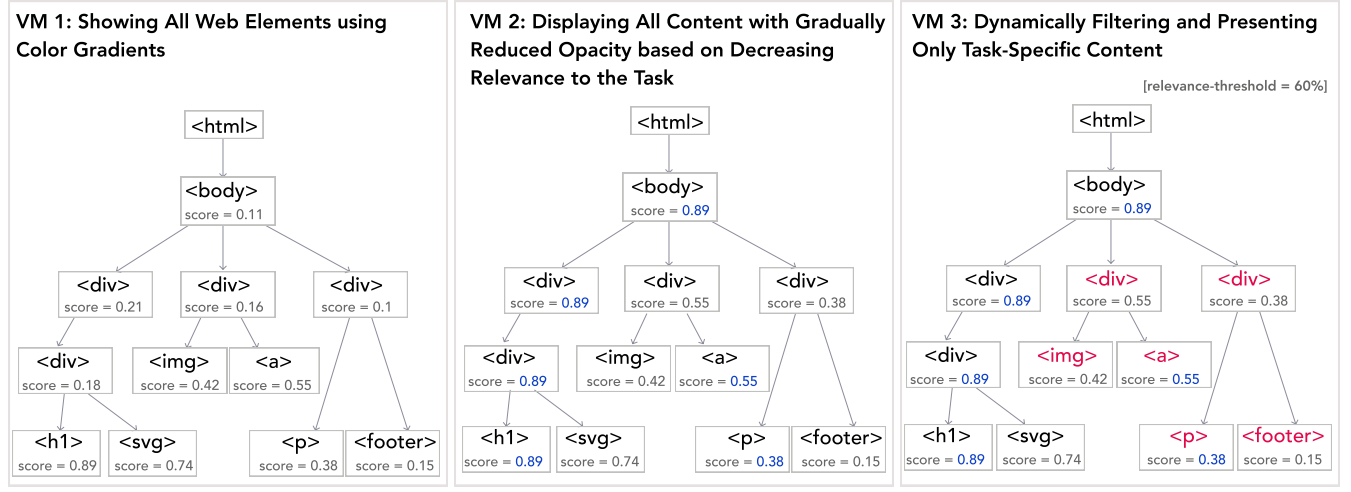 VM 1: Showing All Web Elements using
Color Gradients
<html>
<body>
score = 0.11
<div>
score = 0.21
<div>
score = 0.16
<div>
score = 0.1
<div>
score = 0.18
<img>
score = 0.42
<a>
score = 0.55
<h1>
score = 0.89
<svg>
score = 0.74
<p>
score = 0.38
<footer>
score = 0.15
VM 2: Displaying All Content with Gradually
Reduced Opacity based on Decreasing
Relevance to the Task
<html>
<body>
score = 0.89
<div>
score = 0.89
<div>
score = 0.55
<div>
score = 0.38
<div>
score = 0.89
<img>
score = 0.42
<a>
score = 0.55
<h1>
score = 0.89
<svg>
score = 0.74
<p>
score = 0.38
<footer>
score = 0.15
VM 3: Dynamically Filtering and Presenting
Only Task-Specific Content
[relevance-threshold = 60%]
<html>
<body>
score = 0.89
<div>
score = 0.89
<div>
score = 0.55
<div>
score = 0.38
<div>
score = 0.89
<img>
score = 0.42
<a>
score = 0.55
<h1>
score = 0.89
<svg>
score = 0.74
<p>
score = 0.38
<footer>
score = 0.15